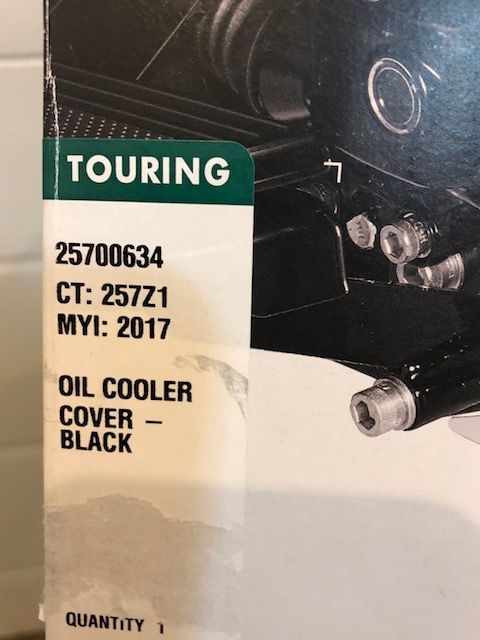 TOURING
25700634
CT: 257Z1
MYI: 2017
OIL COOLER
COVER –
BLACK
QUANTITY 1